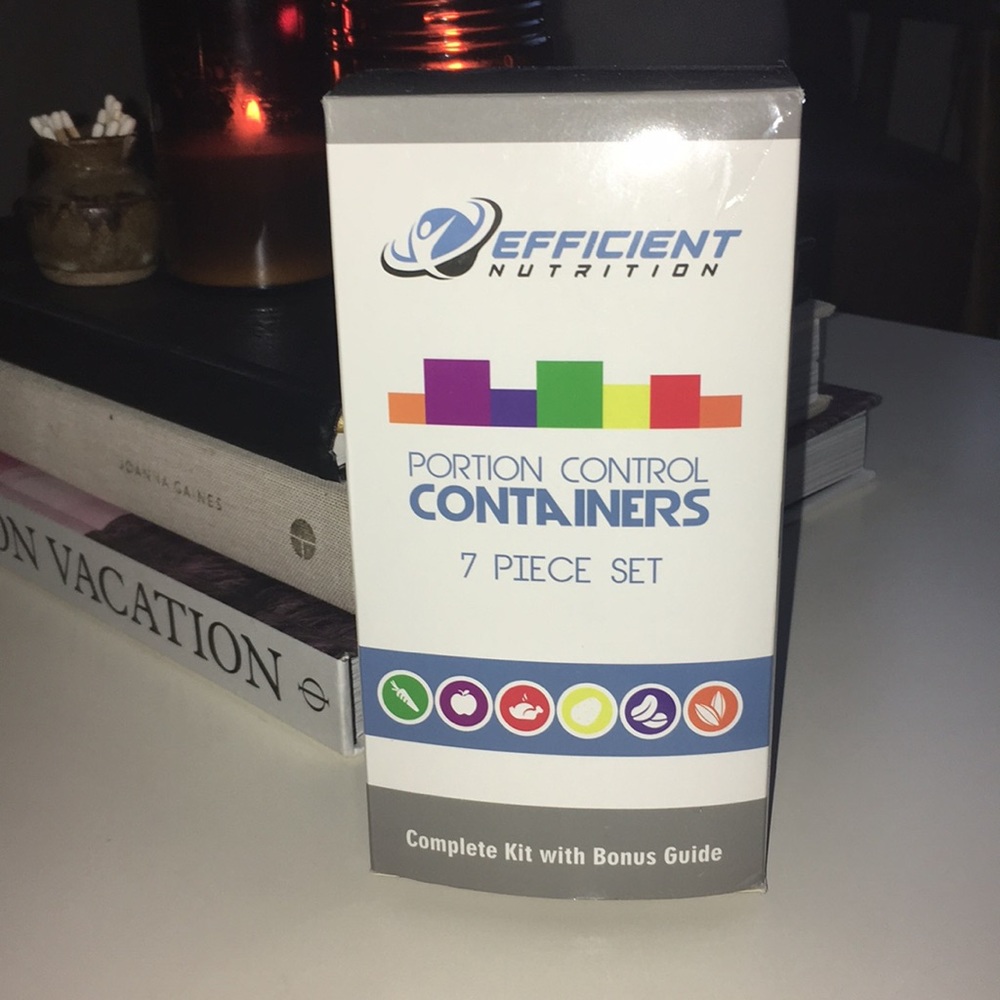 EFFICIENT
NUTRITION
PORTION CONTROL
CONTAINERS
7 PIECE SET
Complete Kit with Bonus Guide
JOANNA GAINES
ON VACATION